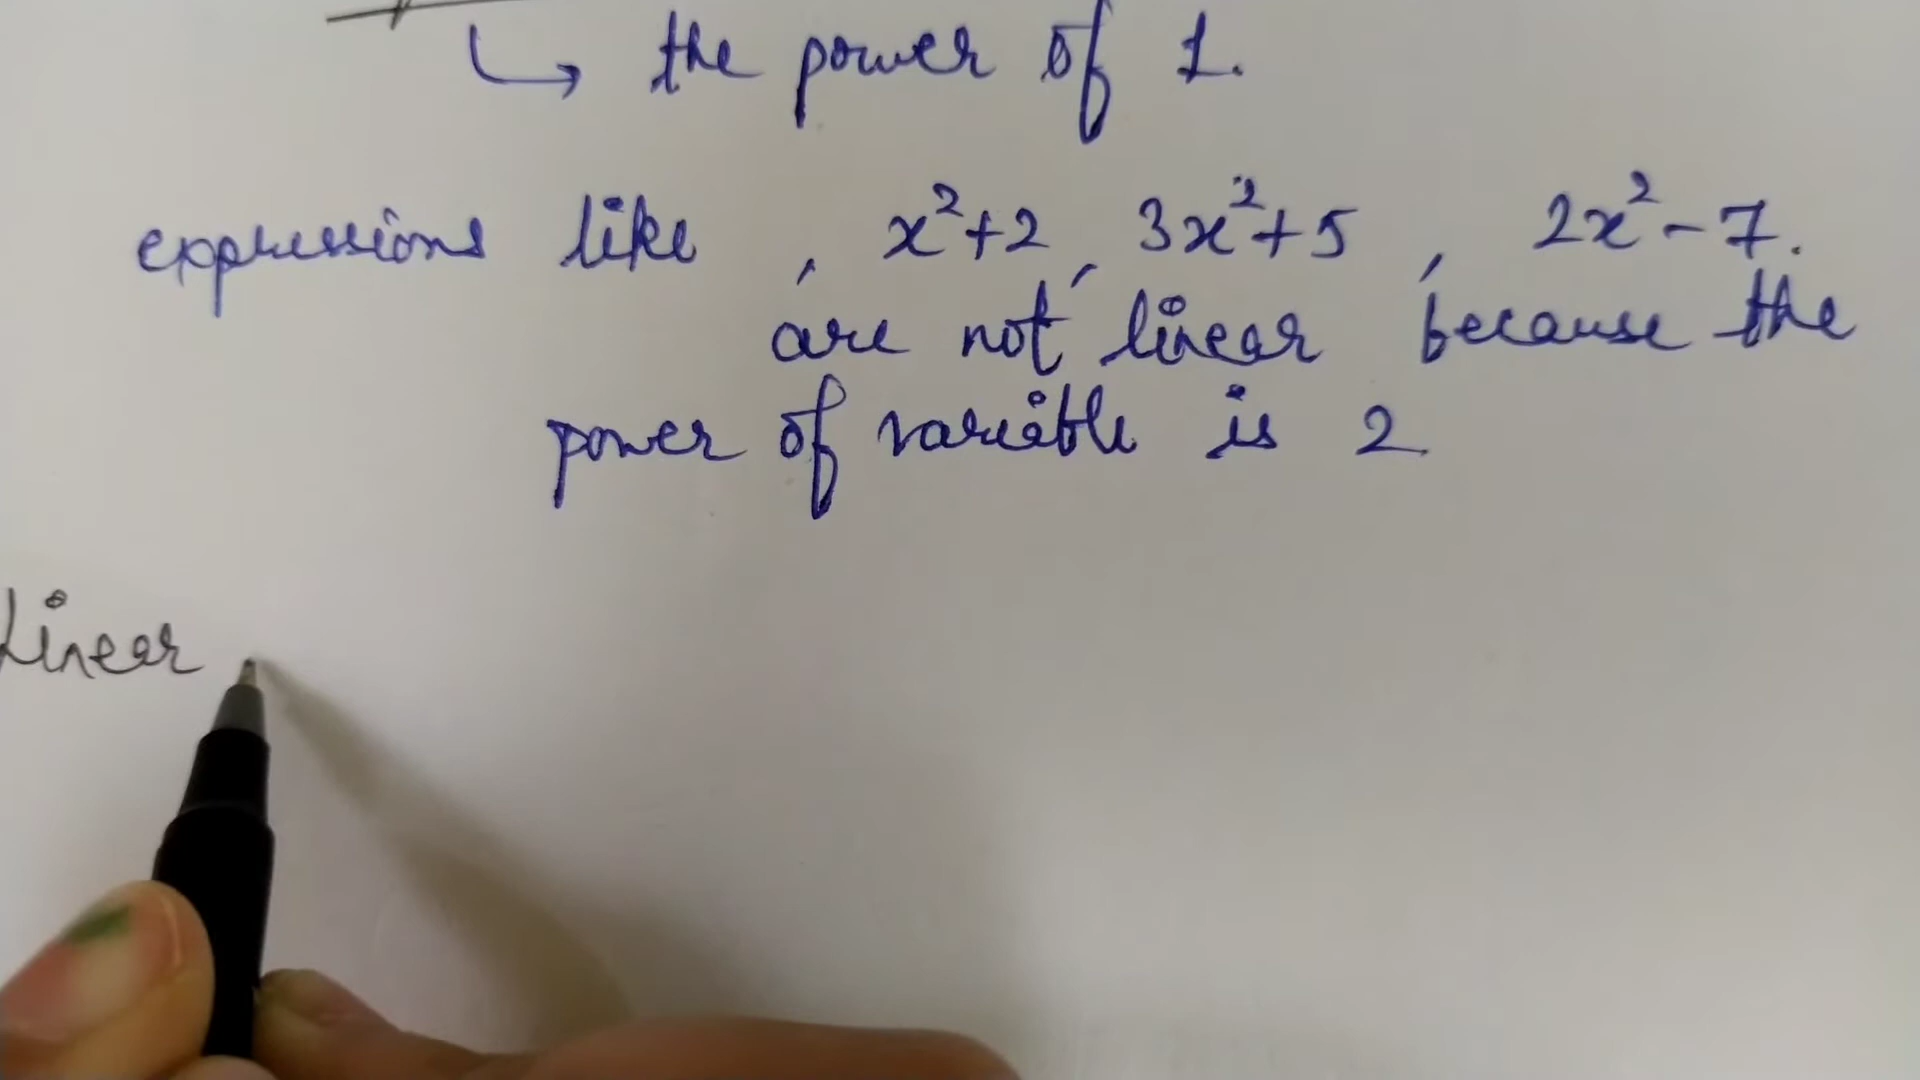 ↳ the power of 1.
expressions like , x²+2, 3x²+5, 2x²-7.
are not linear because the
power of variable is 2
Linear